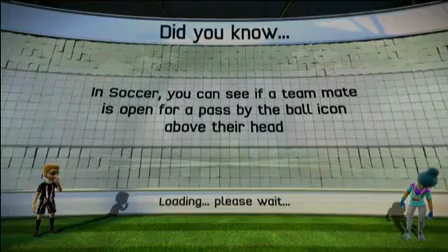 Did you know...
In Soccer, you can see if a team mate
is open for a pass by the ball icon
above their head
Loading... please wait...